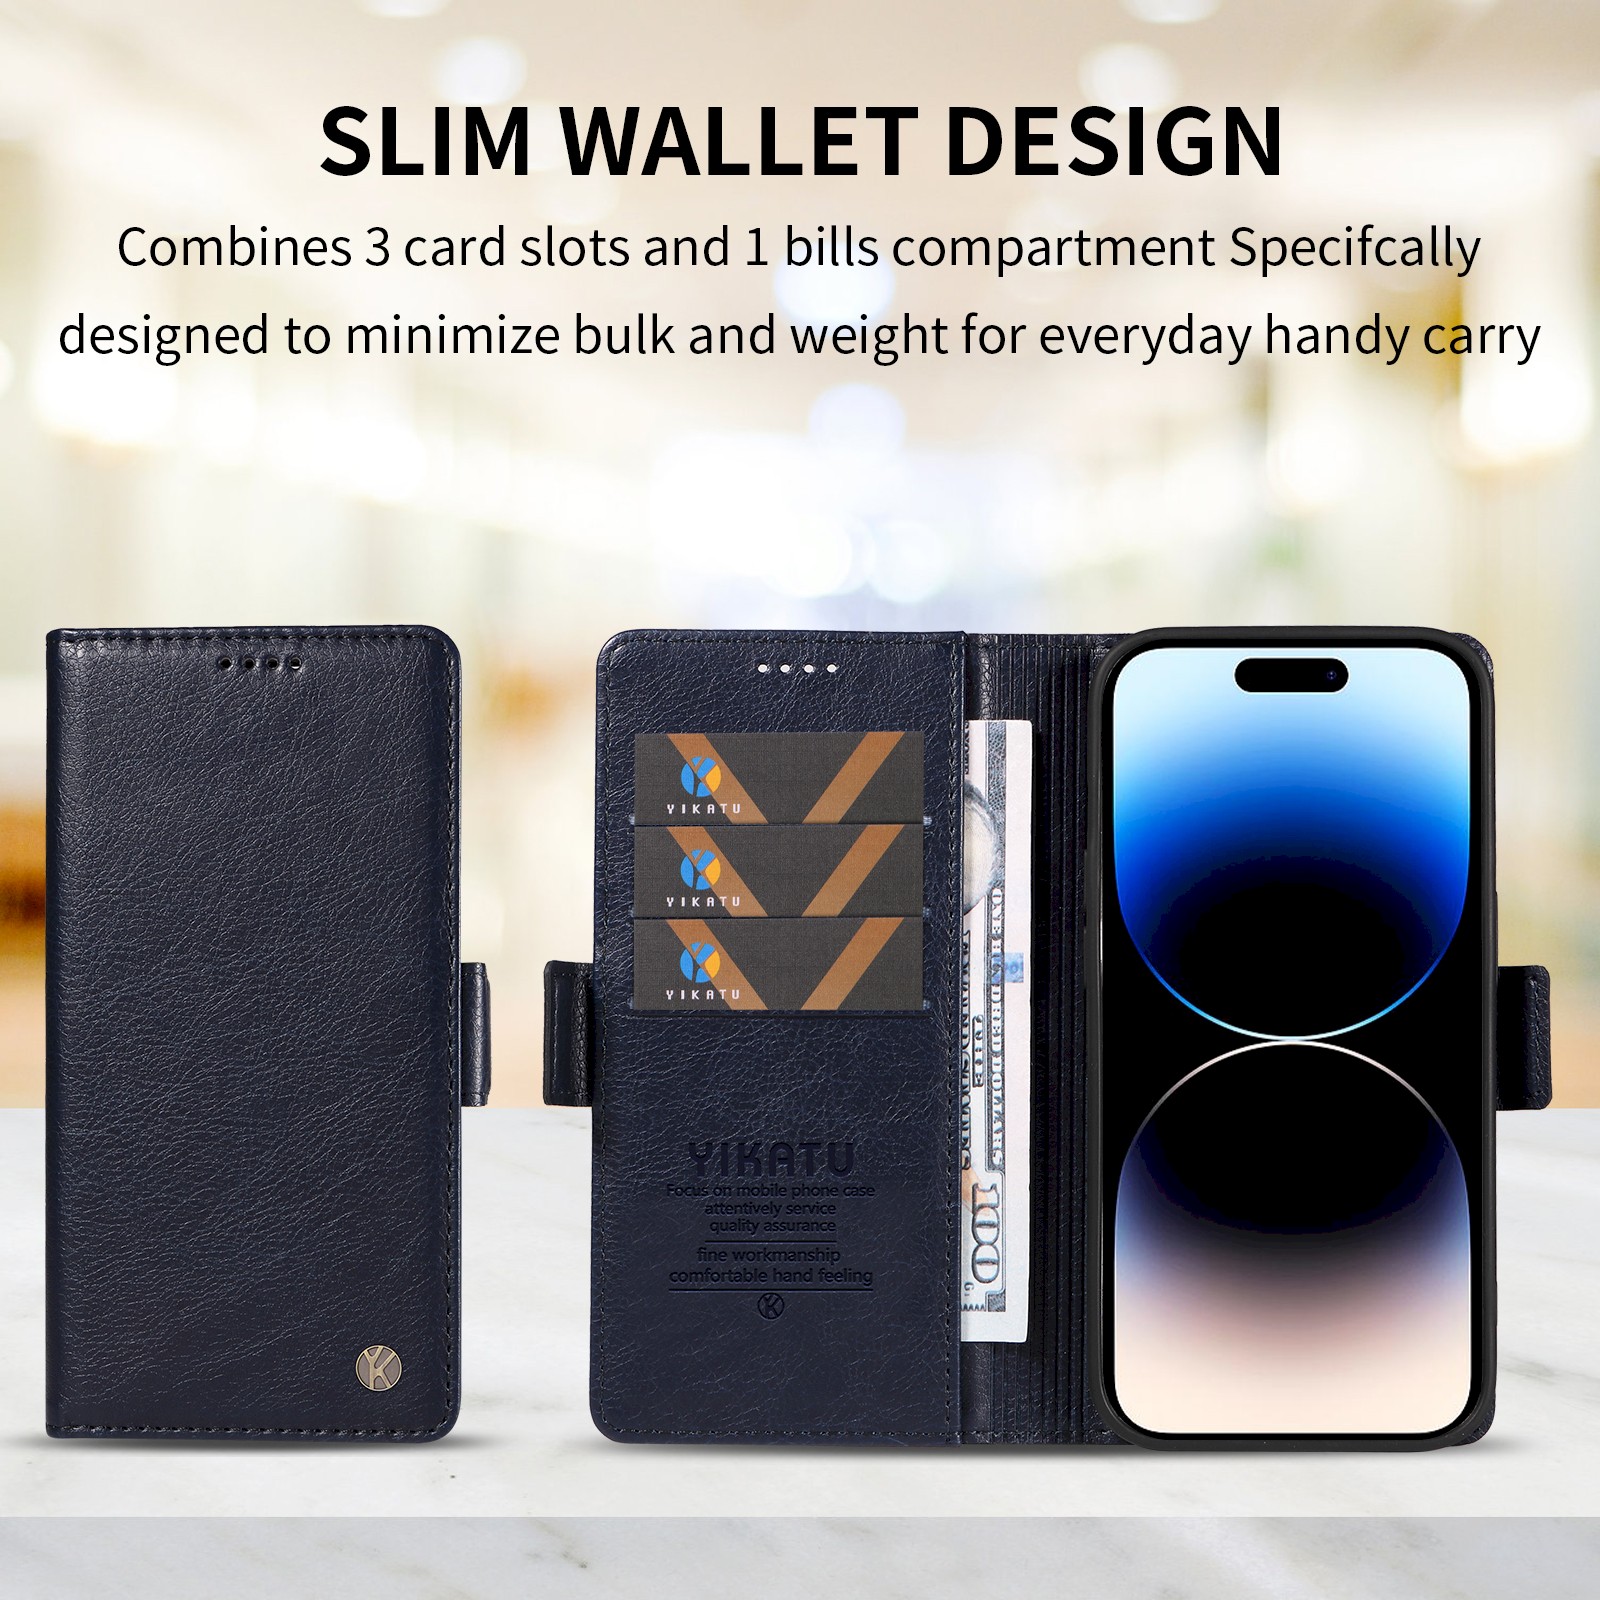 SLIM WALLET DESIGN
Combines 3 card slots and 1 bills compartment Specifcally
designed to minimize bulk and weight for everyday handy carry
YIKATU
YIKATU
YIKATU
YIKATU
Focus on mobile phone case
attentively service
quality assurance
fine workmanship
comfortable hand feeling
100